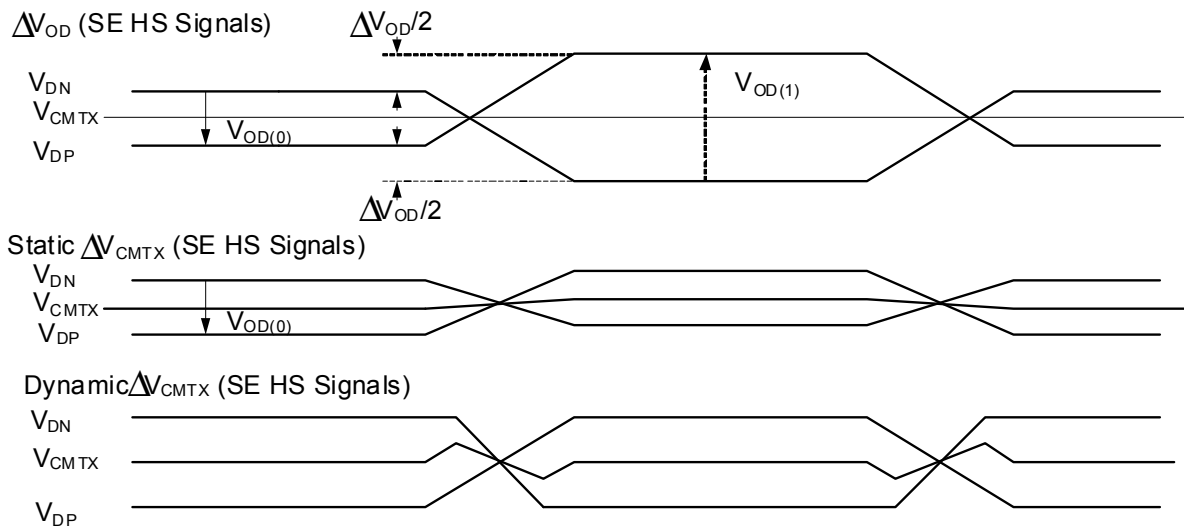 ΔV_OD (SE HS Signals)
ΔV_OD/2
V_DN
V_CMTX
V_OD(0)
V_OD(1)
V_DP
ΔV_OD/2
Static ΔV_CMTX (SE HS Signals)
V_DN
V_CMTX
V_OD(0)
V_DP
Dynamic ΔV_CMTX (SE HS Signals)
V_DN
V_CMTX
V_DP